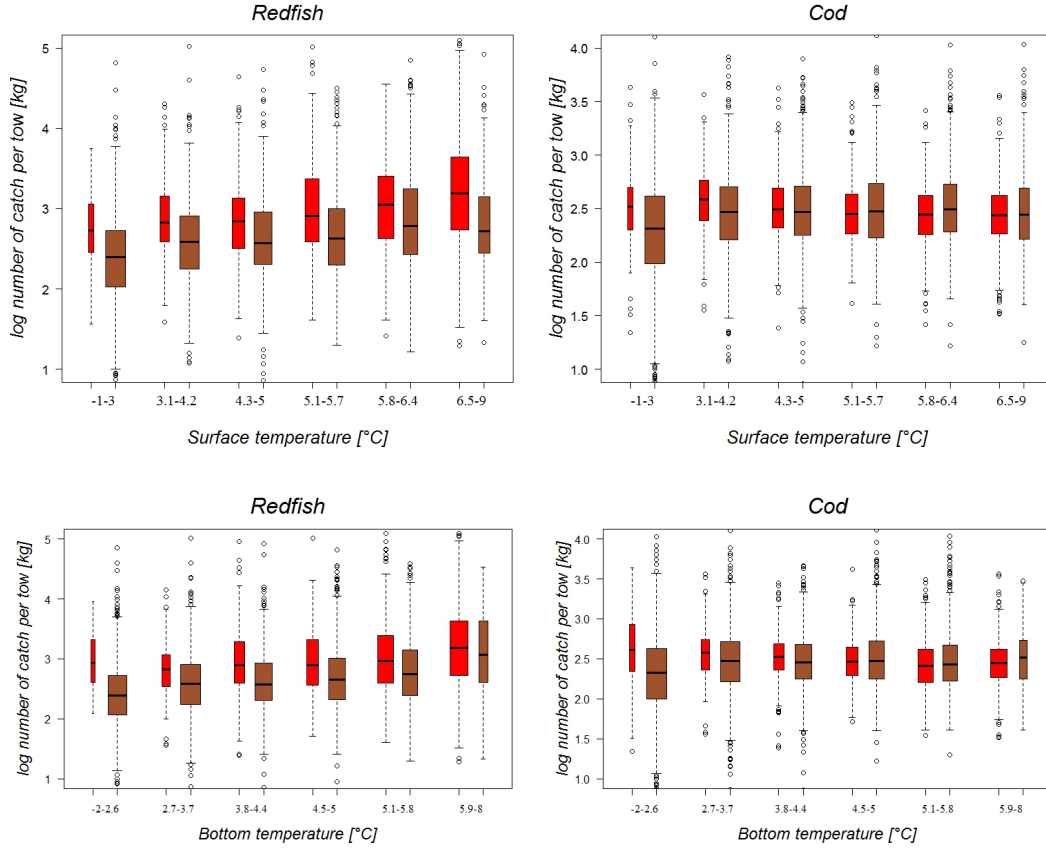 Redfish
log number of catch per tow [kg]
5
4
3
2
1
-1-3 3.1-4.2 4.3-5 5.1-5.7 5.8-6.4 6.5-9
Surface temperature [°C]
Cod
log number of catch per tow [kg]
4.0
3.5
3.0
2.5
2.0
1.5
1.0
-1-3 3.1-4.2 4.3-5 5.1-5.7 5.8-6.4 6.5-9
Surface temperature [°C]
Redfish
log number of catch per tow [kg]
5
4
3
2
1
-2-2.6 2.7-3.7 3.8-4.4 4.5-5 5.1-5.8 5.9-8
Bottom temperature [°C]
Cod
log number of catch per tow [kg]
4.0
3.5
3.0
2.5
2.0
1.5
1.0
-2-2.6 2.7-3.7 3.8-4.4 4.5-5 5.1-5.8 5.9-8
Bottom temperature [°C]